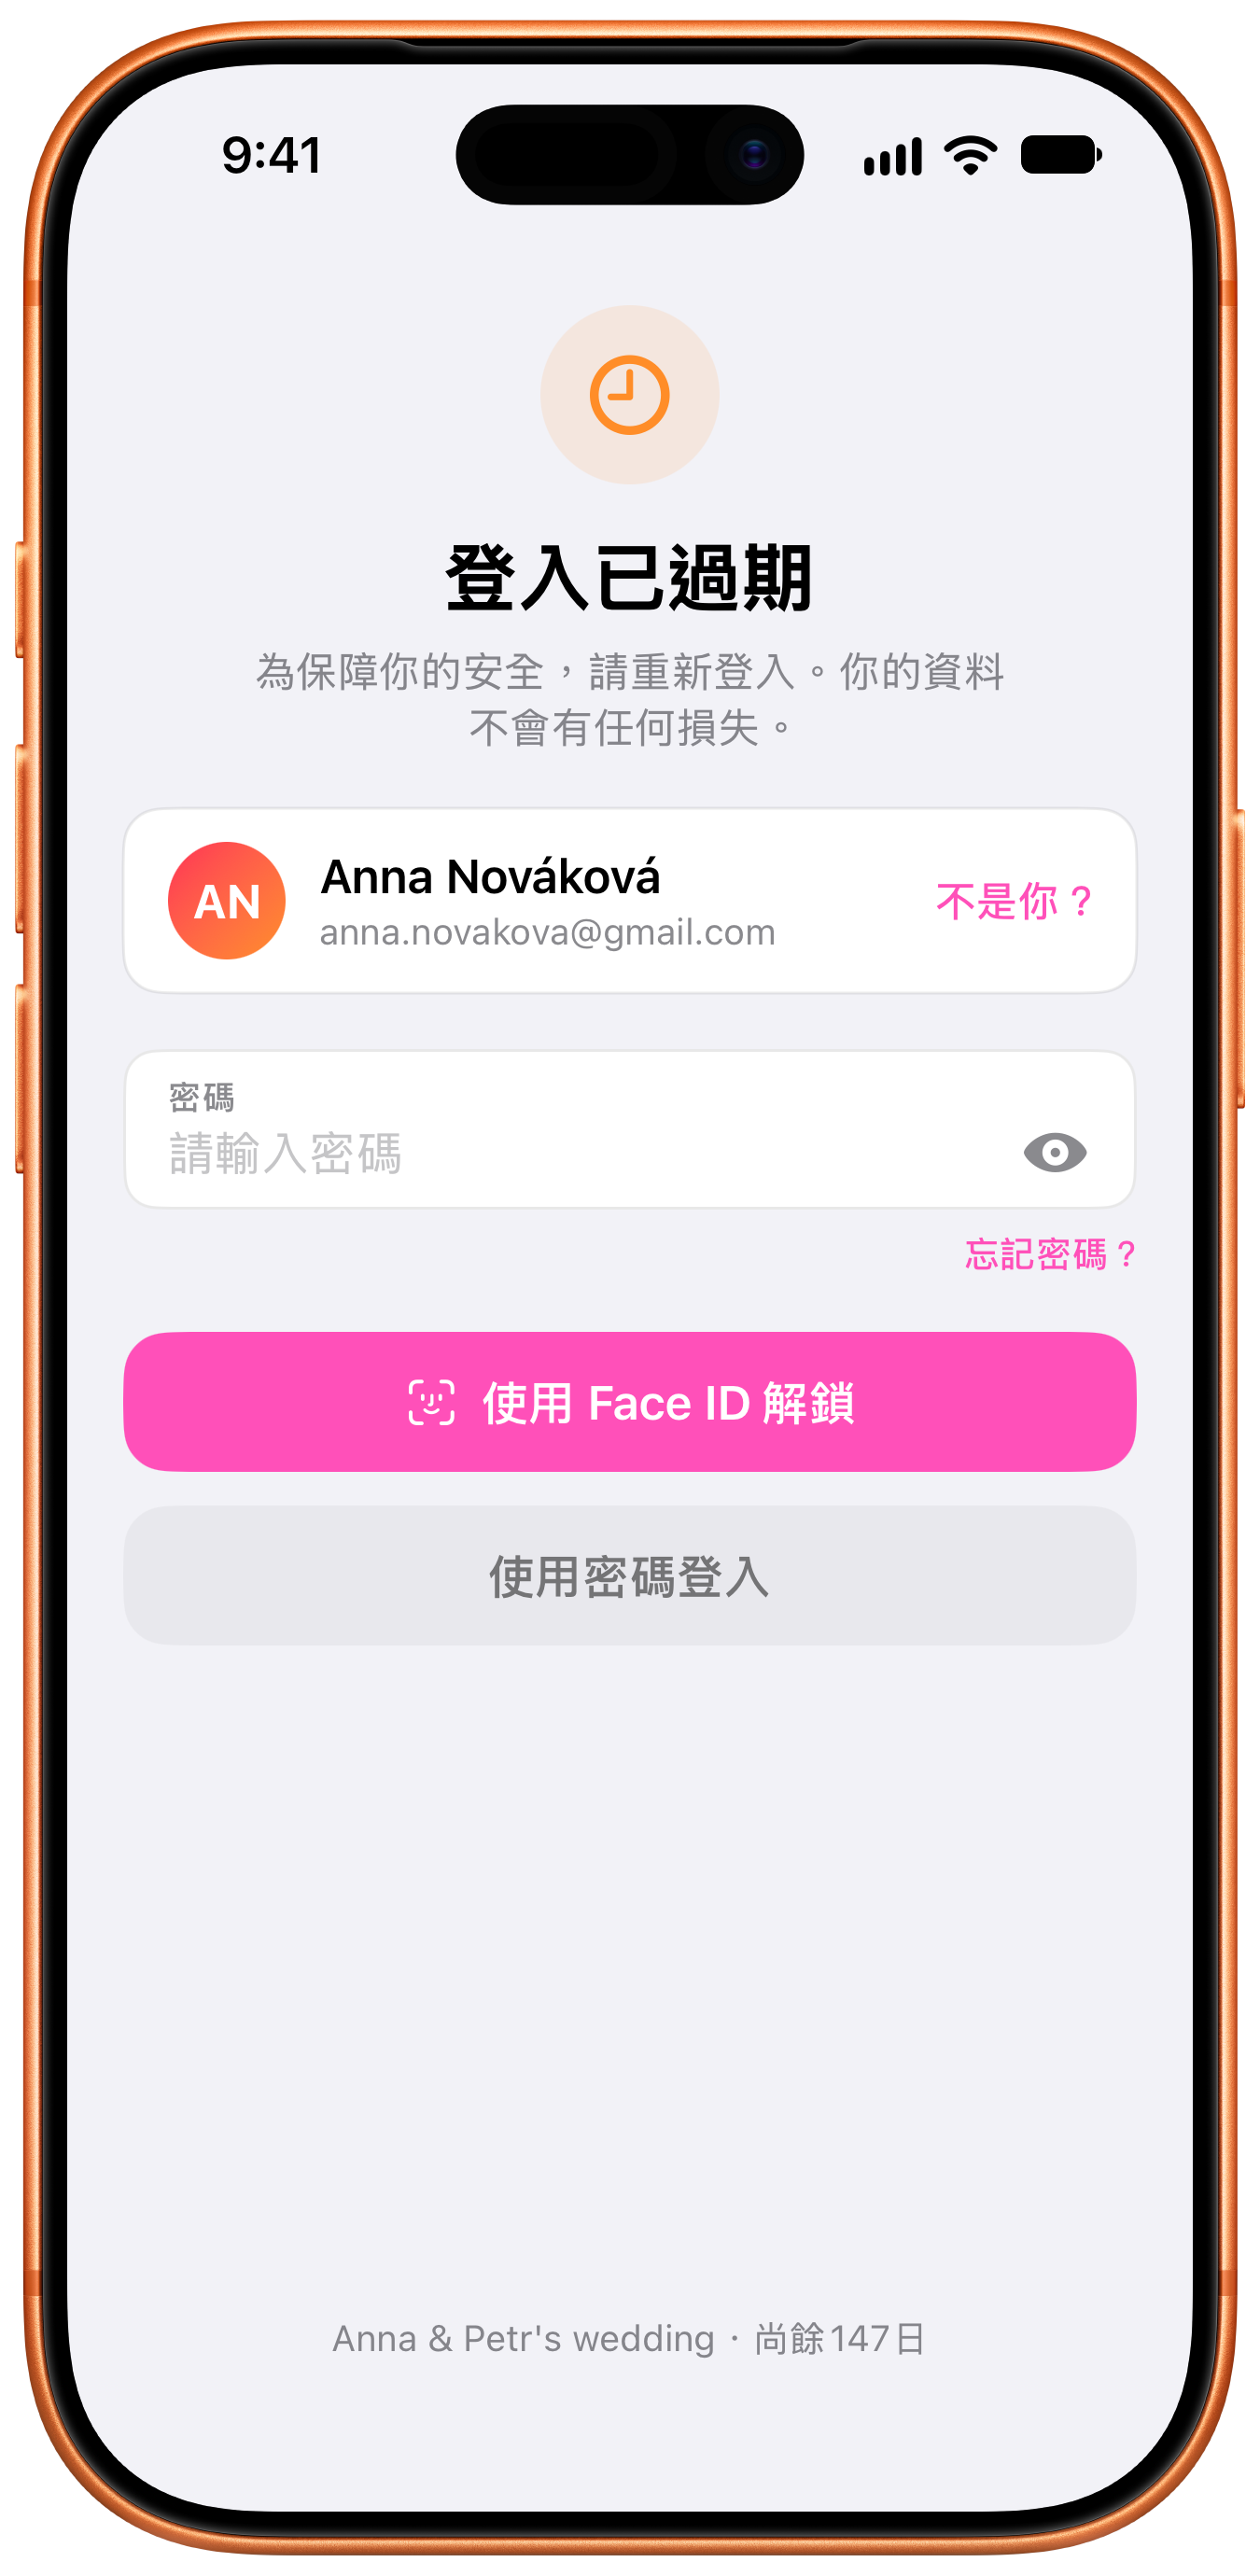 9:41
登入已過期
為保障你的安全，請重新登入。你的資料
不會有任何損失。
AN
Anna Nováková
anna.novakova@gmail.com
不是你？
密碼
請輸入密碼
忘記密碼？
使用 Face ID 解鎖
使用密碼登入
Anna & Petr's wedding · 尚餘147日